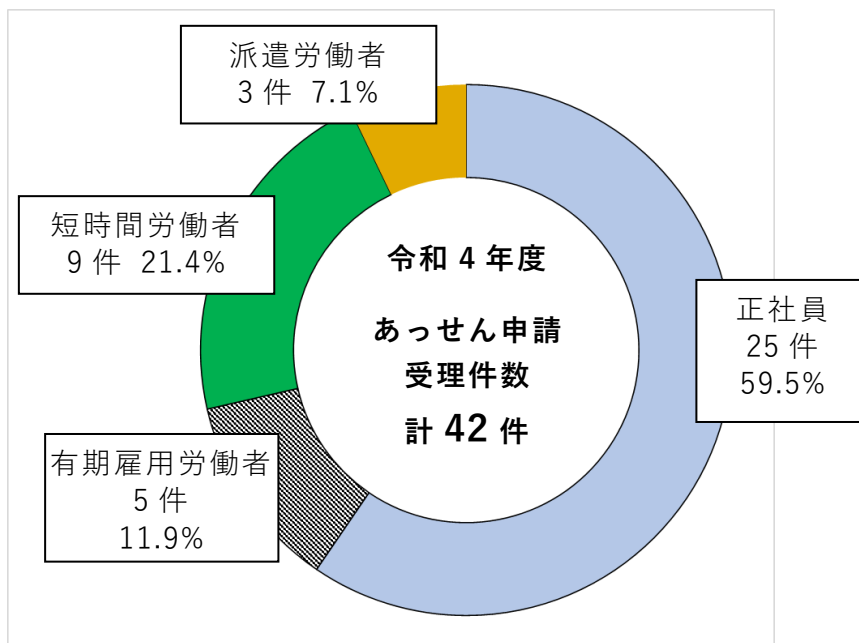 派遣労働者
3 件 7.1%
短時間労働者
9 件 21.4%
令和 4 年度
あっせん申請
受理件数
計 42 件
正社員
25 件
59.5%
有期雇用労働者
5 件
11.9%